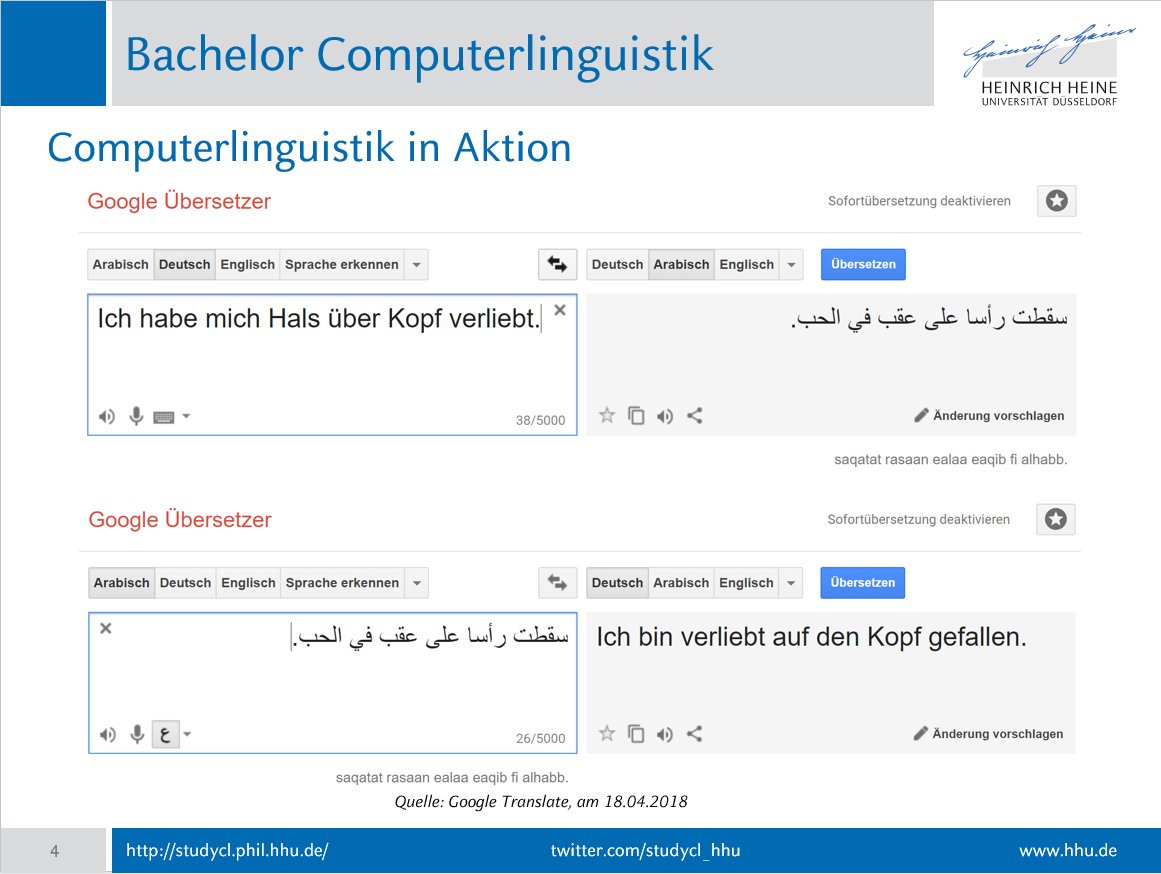 Bachelor Computerlinguistik
Heinrich Heine
HEINRICH HEINE
UNIVERSITÄT DÜSSELDORF
Computerlinguistik in Aktion
Google Übersetzer
Sofortübersetzung deaktivieren
Arabisch Deutsch Englisch Sprache erkennen
Deutsch Arabisch Englisch Übersetzen
Ich habe mich Hals über Kopf verliebt.
سقطت رأسا على عقب في الحب.
38/5000
Änderung vorschlagen
saqatat rasaan ealaa eaqib fi alhabb.
Google Übersetzer
Sofortübersetzung deaktivieren
Arabisch Deutsch Englisch Sprache erkennen
Deutsch Arabisch Englisch Übersetzen
سقطت رأسا على عقب في الحب.
Ich bin verliebt auf den Kopf gefallen.
ع
26/5000
Änderung vorschlagen
saqatat rasaan ealaa eaqib fi alhabb.
Quelle: Google Translate, am 18.04.2018
4 http://studycl.phil.hhu.de/ twitter.com/studycl_hhu www.hhu.de